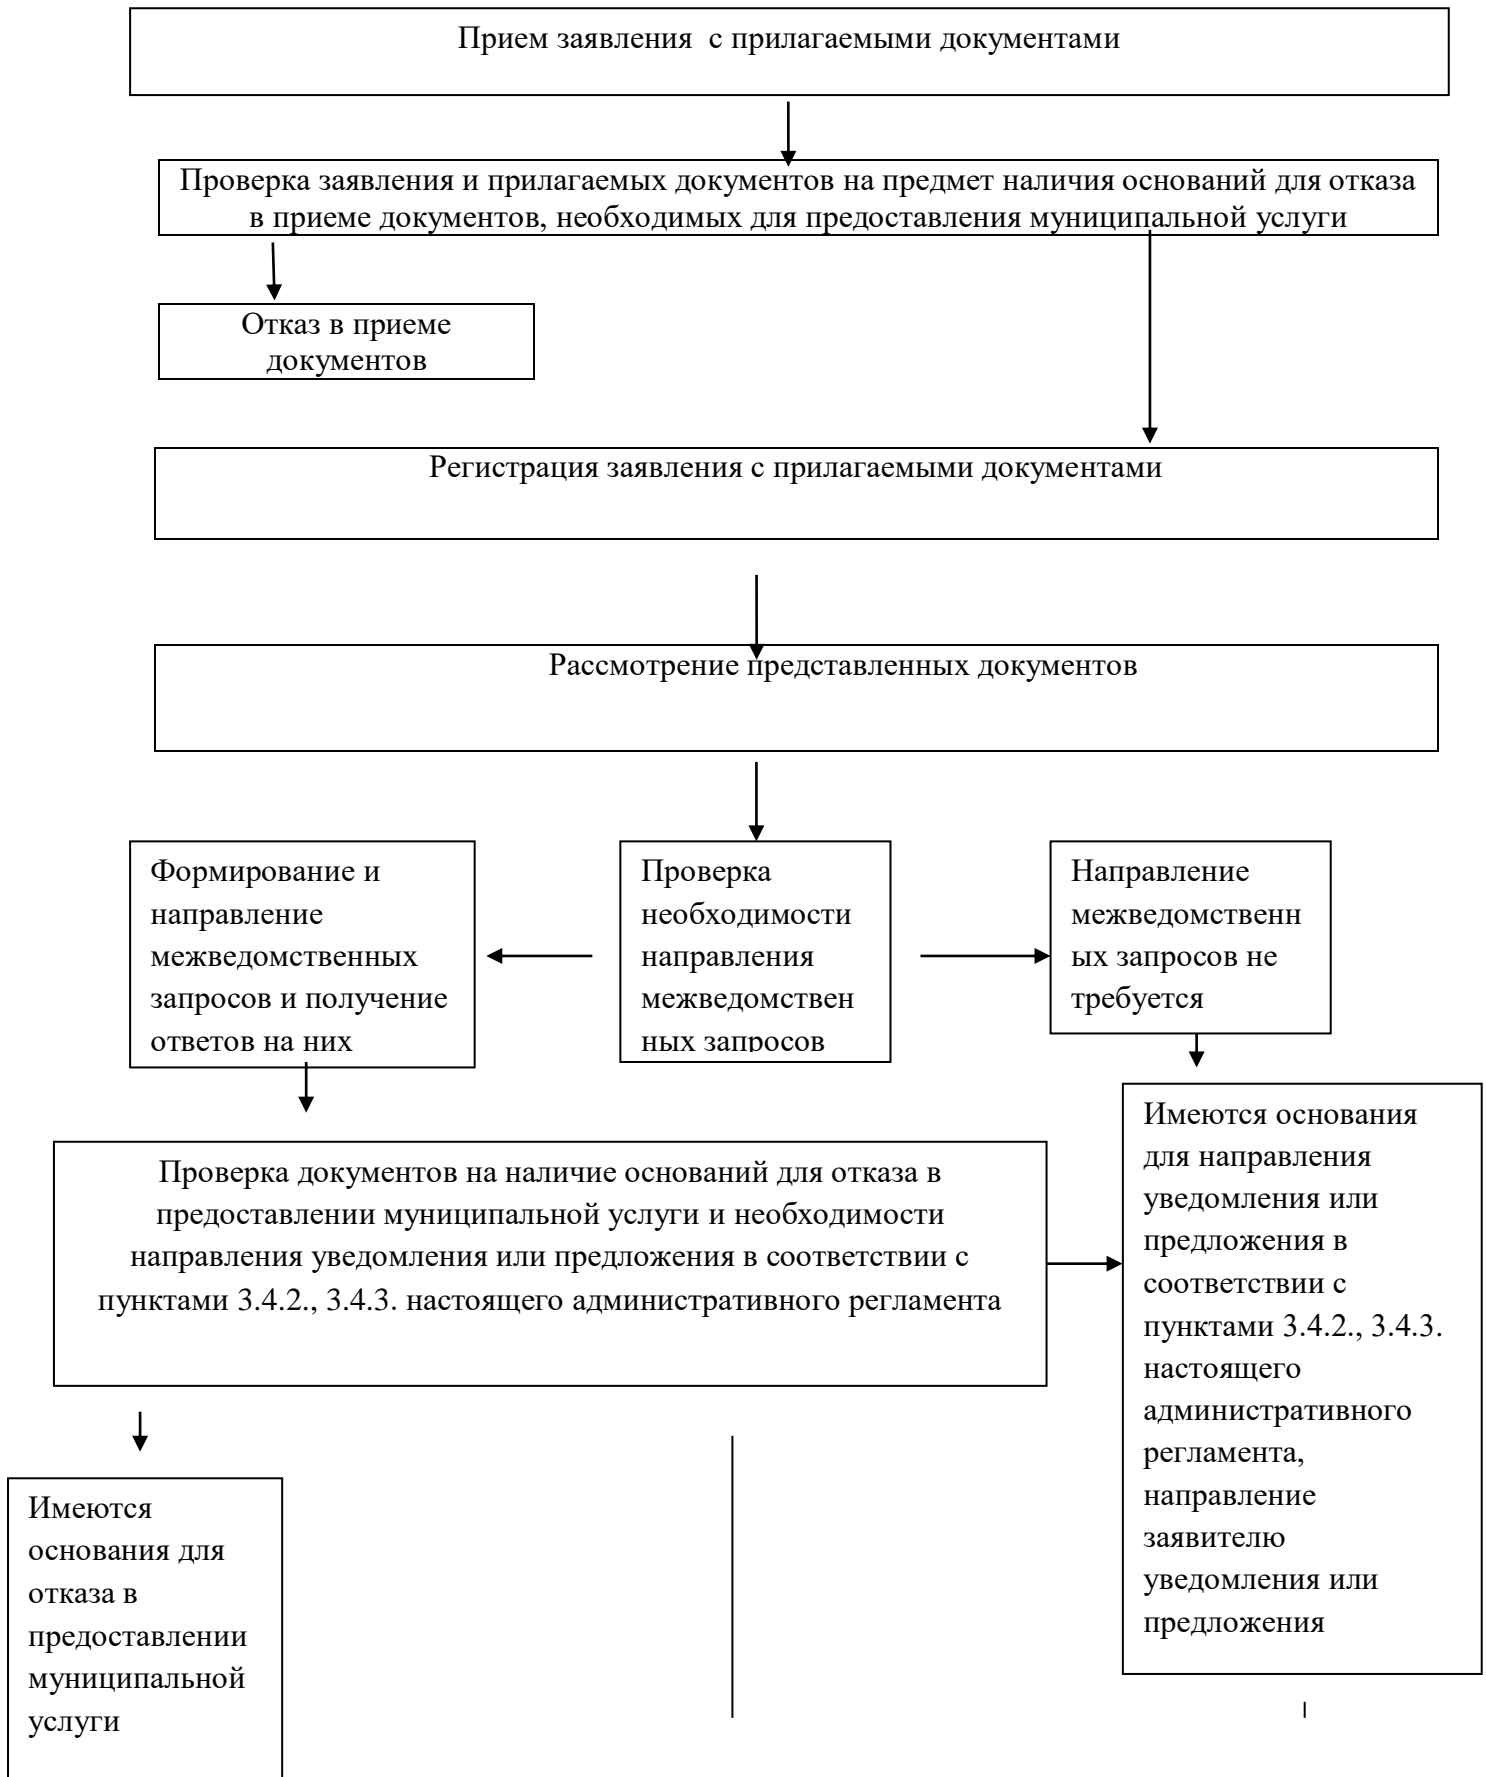 Прием заявления  с прилагаемыми документами
Проверка заявления и прилагаемых документов на предмет наличия оснований для отказа
в приеме документов, необходимых для предоставления муниципальной услуги
Отказ в приеме
документов
Регистрация заявления с прилагаемыми документами
Рассмотрение представленных документов
Формирование и
направление
межведомственных
запросов и получение
ответов на них
Проверка
необходимости
направления
межведомствен
ных запросов
Направление
межведомственн
ых запросов не
требуется
Проверка документов на наличие оснований для отказа в
предоставлении муниципальной услуги и необходимости
направления уведомления или предложения в соответствии с
пунктами 3.4.2., 3.4.3. настоящего административного регламента
Имеются основания
для направления
уведомления или
предложения в
соответствии с
пунктами 3.4.2., 3.4.3.
настоящего
административного
регламента,
направление
заявителю
уведомления или
предложения
Имеются
основания для
отказа в
предоставлении
муниципальной
услуги